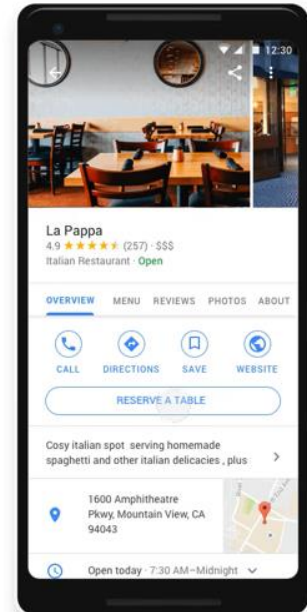 12:30
La Pappa
4.9 ★★★★★ (257) · $$$
Italian Restaurant · Open
OVERVIEW MENU REVIEWS PHOTOS ABOUT
CALL DIRECTIONS SAVE WEBSITE
RESERVE A TABLE
Cosy italian spot serving homemade
spaghetti and other italian delicacies , plus
1600 Amphitheatre
Pkwy, Mountain View, CA
94043
Open today · 7:30 AM–Midnight